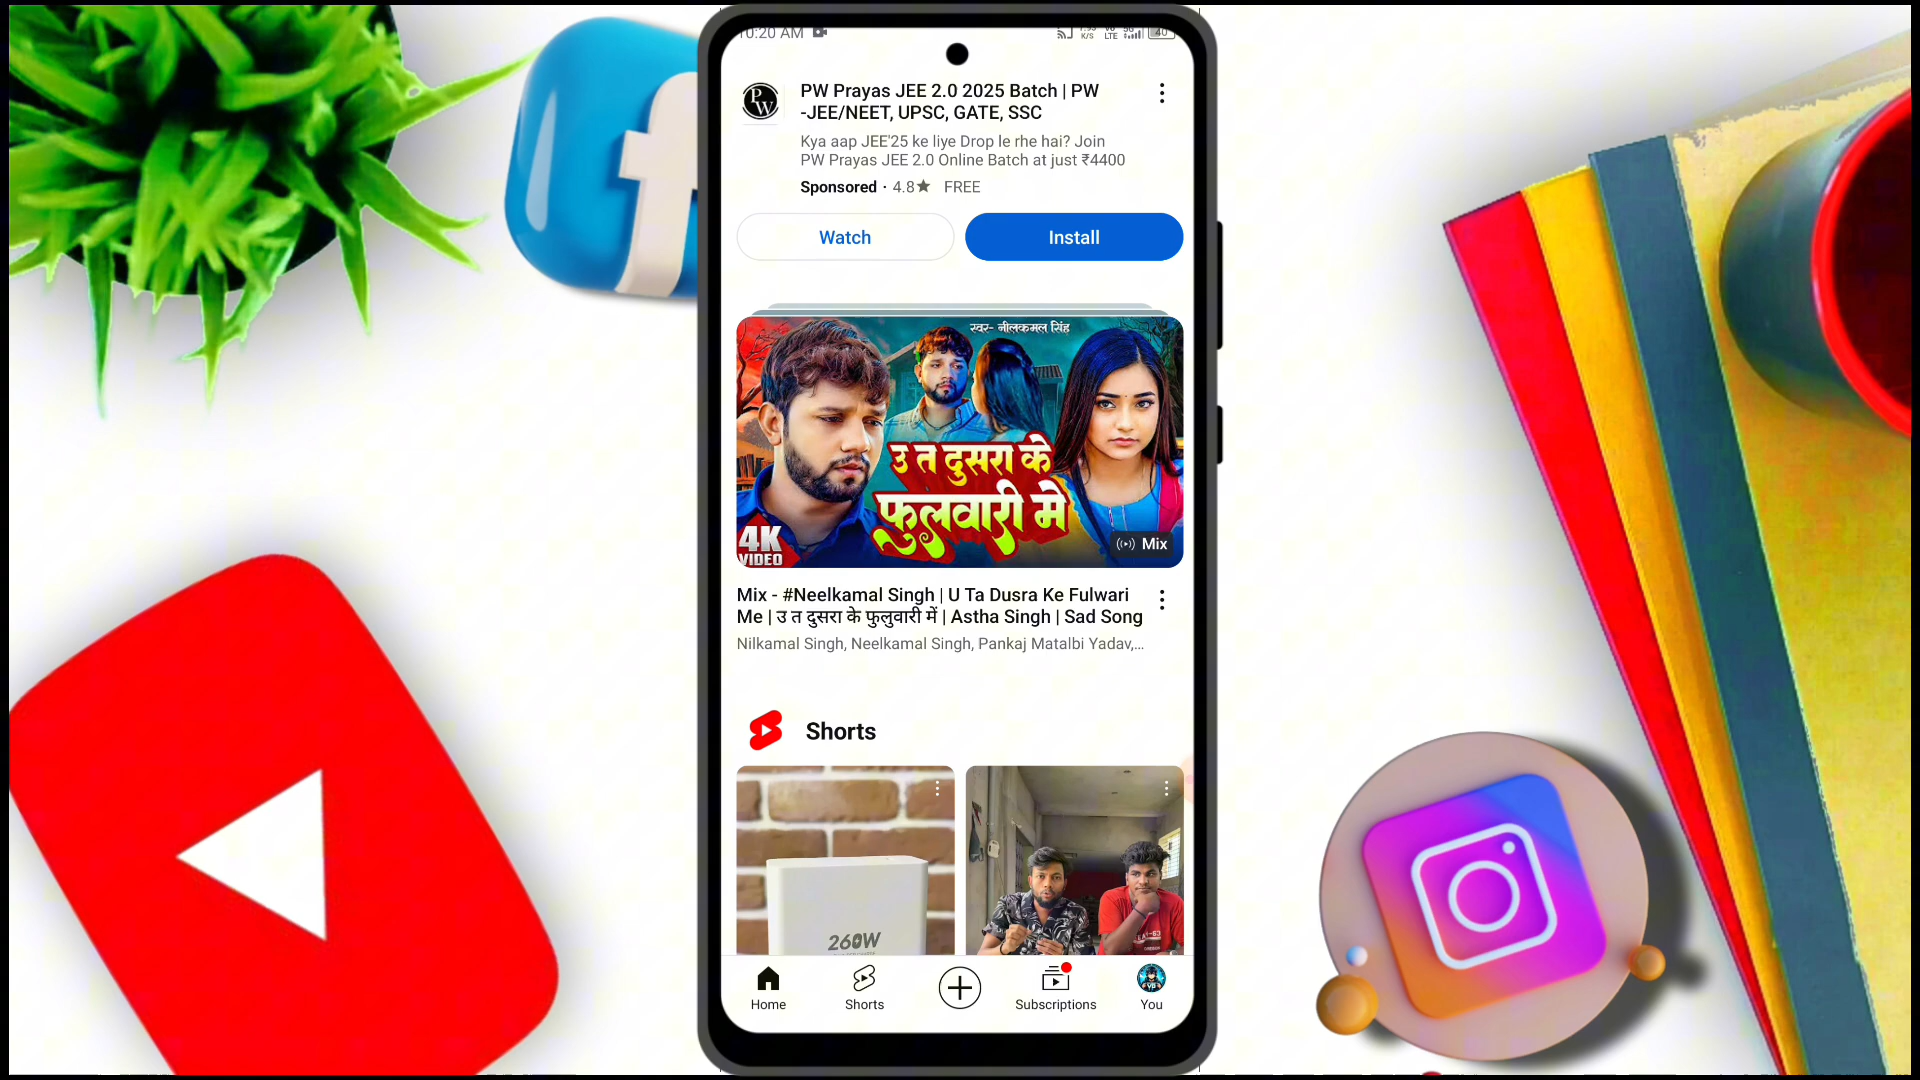 10:20 AM
K/S
LTE
5G
40
PW
PW Prayas JEE 2.0 2025 Batch | PW
-JEE/NEET, UPSC, GATE, SSC
Kya aap JEE'25 ke liye Drop le rhe hai? Join
PW Prayas JEE 2.0 Online Batch at just ₹4400
Sponsored · 4.8★ FREE
Watch
Install
स्वर- नीलकमल सिंह
उ त दुसरा के
फुलवारी मे
4K
VIDEO
Mix
Mix - #Neelkamal Singh | U Ta Dusra Ke Fulwari
Me | उ त दुसरा के फुलुवारी में | Astha Singh | Sad Song
Nilkamal Singh, Neelkamal Singh, Pankaj Matalbi Yadav,...
Shorts
260W
Home
Shorts
Subscriptions
You